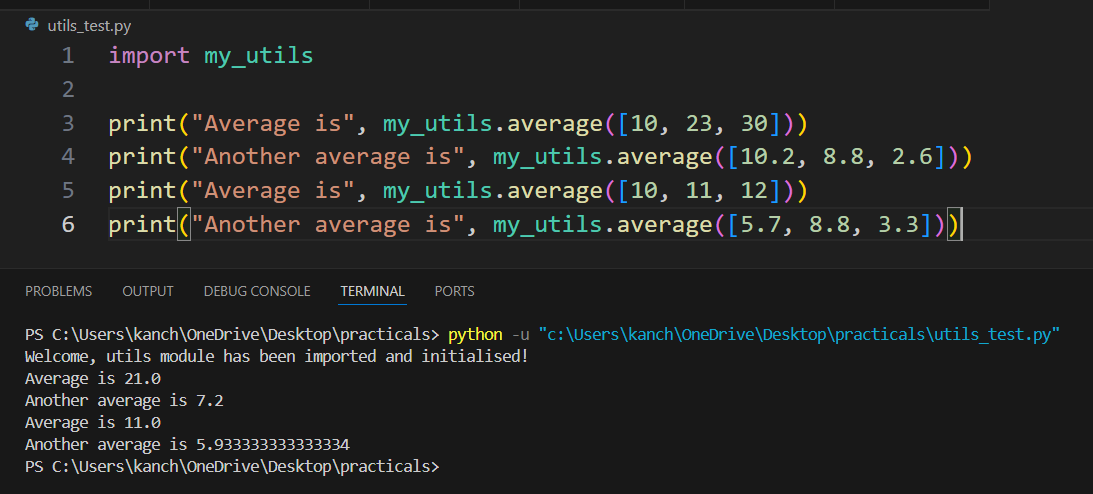 utils_test.py
1 import my_utils
2
3 print("Average is", my_utils.average([10, 23, 30]))
4 print("Another average is", my_utils.average([10.2, 8.8, 2.6]))
5 print("Average is", my_utils.average([10, 11, 12]))
6 print("Another average is", my_utils.average([5.7, 8.8, 3.3]))
PROBLEMS OUTPUT DEBUG CONSOLE TERMINAL PORTS
PS C:\Users\kanch\OneDrive\Desktop\practicals> python -u "c:\Users\kanch\OneDrive\Desktop\practicals\utils_test.py"
Welcome, utils module has been imported and initialised!
Average is 21.0
Another average is 7.2
Average is 11.0
Another average is 5.933333333333334
PS C:\Users\kanch\OneDrive\Desktop\practicals>